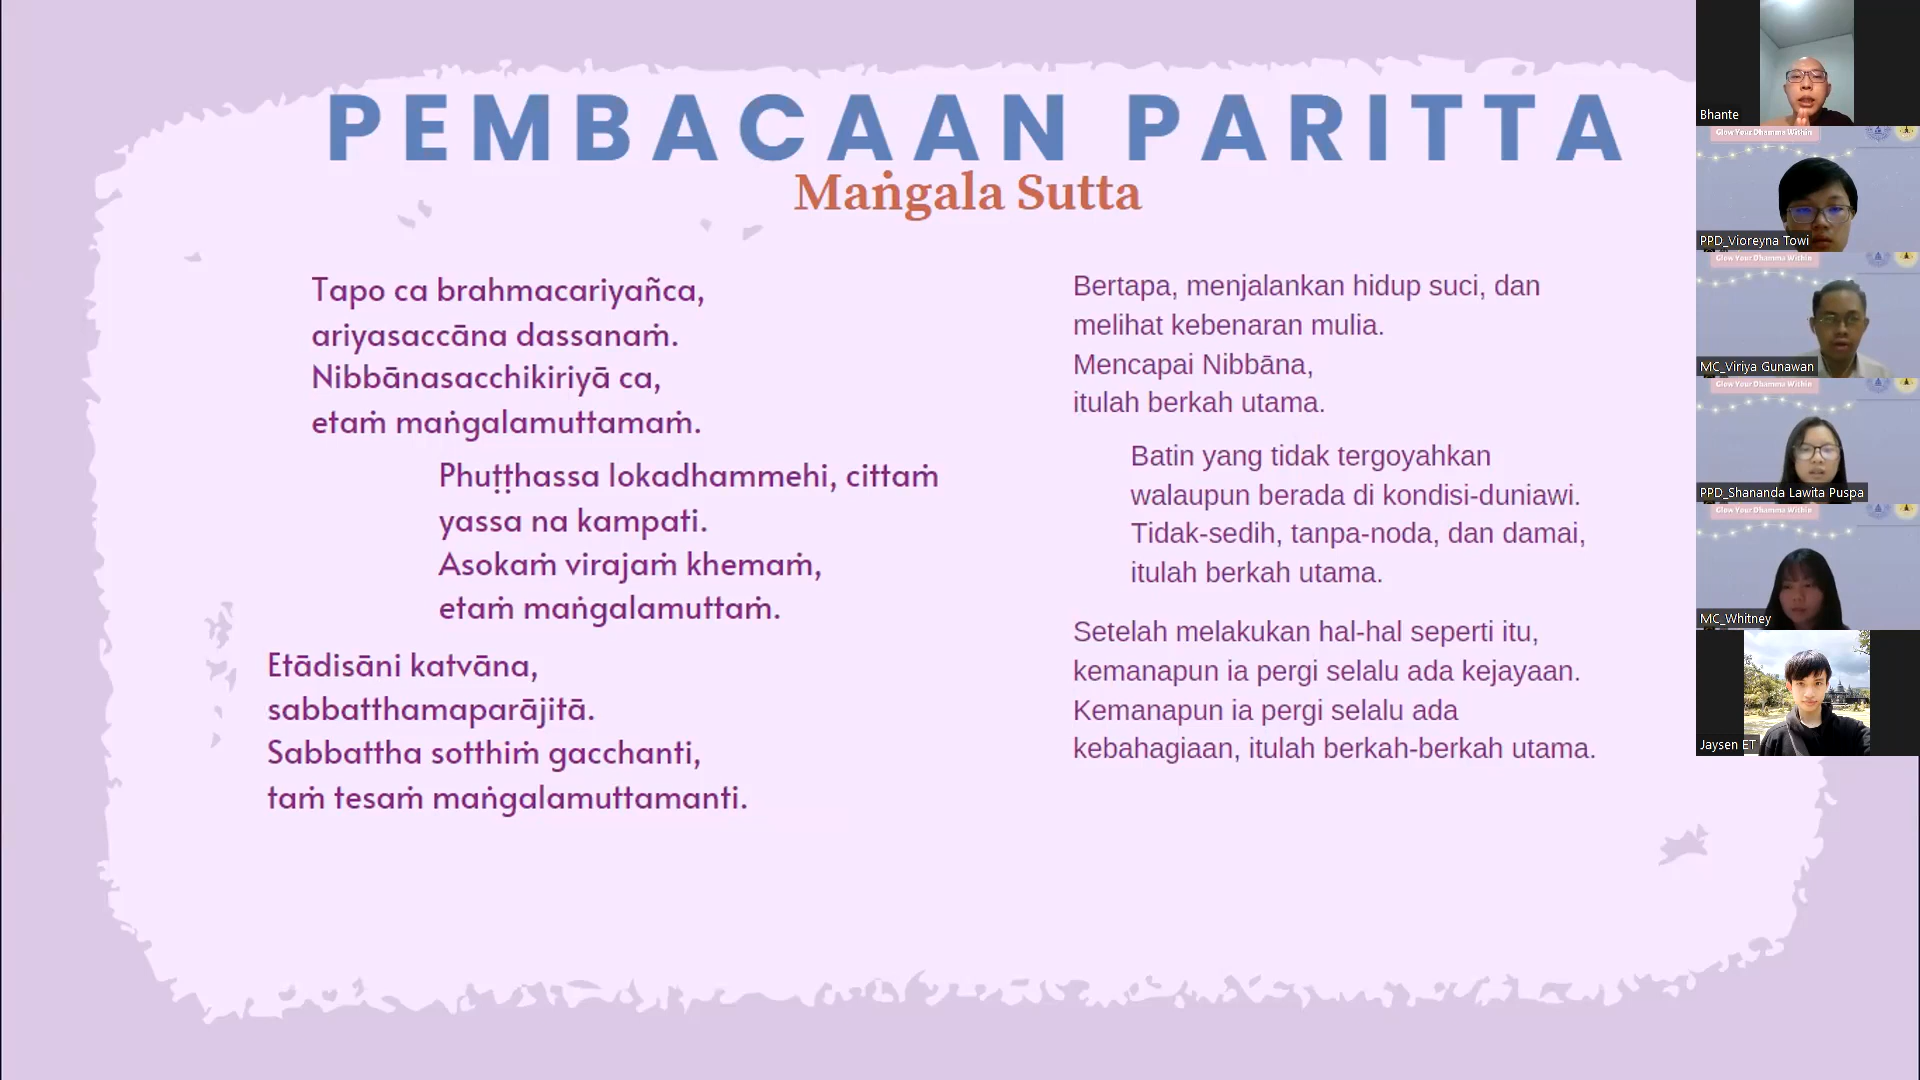 PEMBACAAN PARITTA
Maṅgala Sutta
Tapo ca brahmacariyañca,
ariyasaccāna dassanaṁ.
Nibbānasacchikiriyā ca,
etaṁ maṅgalamuttamaṁ.
Phuṭṭhassa lokadhammehi, cittaṁ
yassa na kampati.
Asokaṁ virajaṁ khemaṁ,
etaṁ maṅgalamuttaṁ.
Etādisāni katvāna,
sabbatthamaparājitā.
Sabbattha sotthiṁ gacchanti,
taṁ tesaṁ maṅgalamuttamanti.
Bertapa, menjalankan hidup suci, dan
melihat kebenaran mulia.
Mencapai Nibbāna,
itulah berkah utama.
Batin yang tidak tergoyahkan
walaupun berada di kondisi-duniawi.
Tidak-sedih, tanpa-noda, dan damai,
itulah berkah utama.
Setelah melakukan hal-hal seperti itu,
kemanapun ia pergi selalu ada kejayaan.
Kemanapun ia pergi selalu ada
kebahagiaan, itulah berkah-berkah utama.
Bhante
Glow Your Dhamma Within
PPD_Vioreyna Towi
Glow Your Dhamma Within
MC_Viriya Gunawan
Glow Your Dhamma Within
PPD_Shananda Lawita Puspa
Glow Your Dhamma Within
MC_Whitney
Jaysen ET